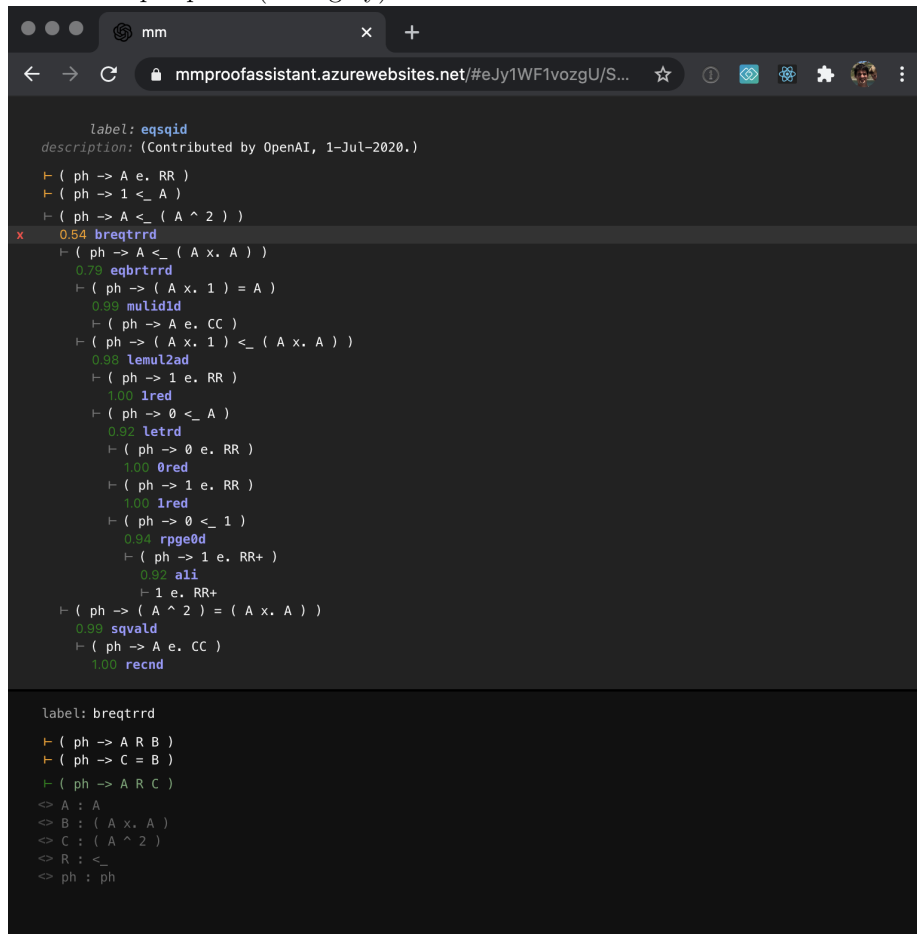 mm
mmproofassistant.azurewebsites.net/#eJy1WF1vozgU/S...
label: eqsqid
description: (Contributed by OpenAI, 1-Jul-2020.)
⊢ ( ph -> A e. RR )
⊢ ( ph -> 1 <_ A )
⊢ ( ph -> A <_ ( A ^ 2 ) )
x 0.54 breqtrrd
⊢ ( ph -> A <_ ( A x. A ) )
0.79 eqbrtrrd
⊢ ( ph -> ( A x. 1 ) = A )
0.99 mulid1d
⊢ ( ph -> A e. CC )
⊢ ( ph -> ( A x. 1 ) <_ ( A x. A ) )
0.98 lemul2ad
⊢ ( ph -> 1 e. RR )
1.00 1red
⊢ ( ph -> 0 <_ A )
0.92 letrd
⊢ ( ph -> 0 e. RR )
1.00 0red
⊢ ( ph -> 1 e. RR )
1.00 1red
⊢ ( ph -> 0 <_ 1 )
0.94 rpge0d
⊢ ( ph -> 1 e. RR+ )
0.92 a1i
⊢ 1 e. RR+
⊢ ( ph -> ( A ^ 2 ) = ( A x. A ) )
0.99 sqvald
⊢ ( ph -> A e. CC )
1.00 recnd
label: breqtrrd
⊢ ( ph -> A R B )
⊢ ( ph -> C = B )
⊢ ( ph -> A R C )
<> A : A
<> B : ( A x. A )
<> C : ( A ^ 2 )
<> R : <_
<> ph : ph